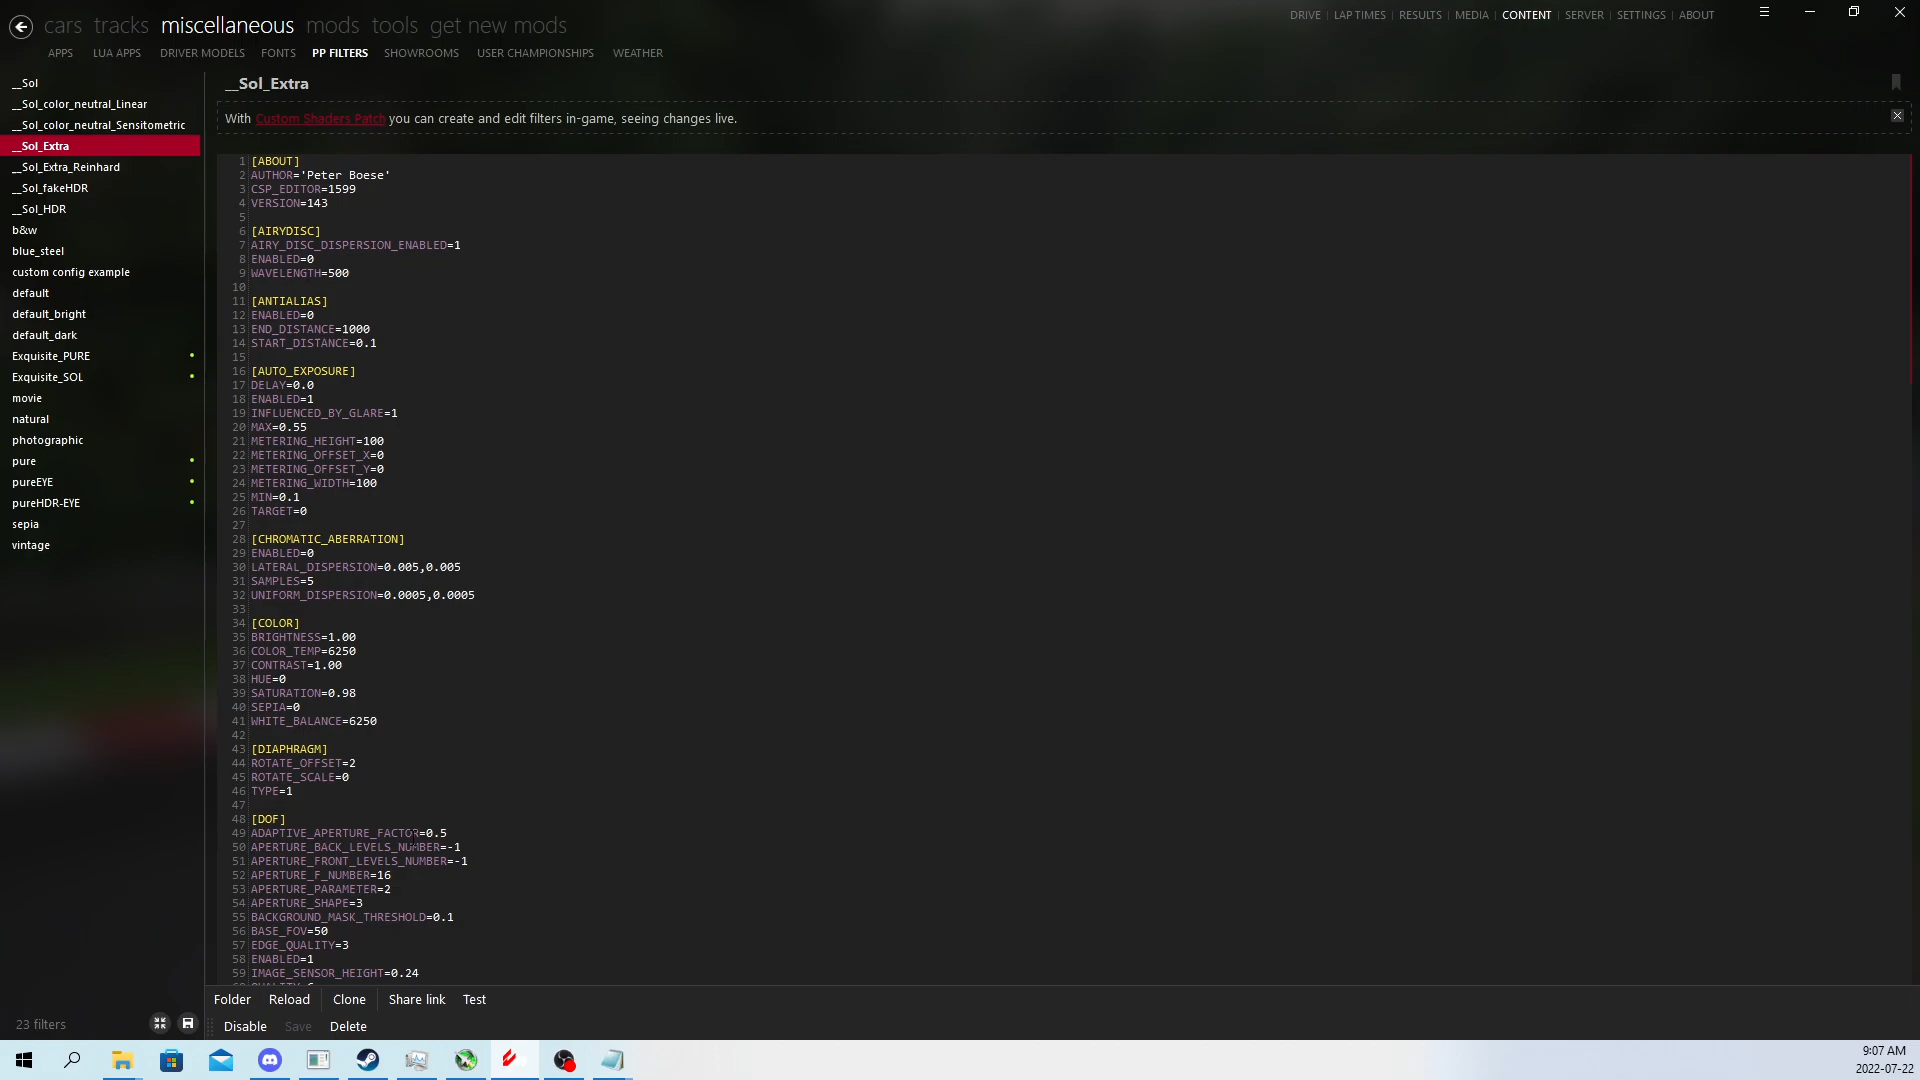 cars tracks miscellaneous mods tools get new mods
DRIVE LAP TIMES RESULTS MEDIA CONTENT SERVER SETTINGS ABOUT
APPS LUA APPS DRIVER MODELS FONTS PP FILTERS SHOWROOMS USER CHAMPIONSHIPS WEATHER
__Sol
__Sol_color_neutral_Linear
__Sol_color_neutral_Sensitometric
__Sol_Extra
__Sol_Extra_Reinhard
__Sol_fakeHDR
__Sol_HDR
b&w
blue_steel
custom config example
default
default_bright
default_dark
Exquisite_PURE
Exquisite_SOL
movie
natural
photographic
pure
pureEYE
pureHDR-EYE
sepia
vintage
23 filters
__Sol_Extra
With Custom Shaders Patch you can create and edit filters in-game, seeing changes live.
1 [ABOUT]
2 AUTHOR='Peter Boese'
3 CSP_EDITOR=1599
4 VERSION=143
5
6 [AIRYDISC]
7 AIRY_DISC_DISPERSION_ENABLED=1
8 ENABLED=0
9 WAVELENGTH=500
10
11 [ANTIALIAS]
12 ENABLED=0
13 END_DISTANCE=1000
14 START_DISTANCE=0.1
15
16 [AUTO_EXPOSURE]
17 DELAY=0.0
18 ENABLED=1
19 INFLUENCED_BY_GLARE=1
20 MAX=0.55
21 METERING_HEIGHT=100
22 METERING_OFFSET_X=0
23 METERING_OFFSET_Y=0
24 METERING_WIDTH=100
25 MIN=0.1
26 TARGET=0
27
28 [CHROMATIC_ABERRATION]
29 ENABLED=0
30 LATERAL_DISPERSION=0.005,0.005
31 SAMPLES=5
32 UNIFORM_DISPERSION=0.0005,0.0005
33
34 [COLOR]
35 BRIGHTNESS=1.00
36 COLOR_TEMP=6250
37 CONTRAST=1.00
38 HUE=0
39 SATURATION=0.98
40 SEPIA=0
41 WHITE_BALANCE=6250
42
43 [DIAPHRAGM]
44 ROTATE_OFFSET=2
45 ROTATE_SCALE=0
46 TYPE=1
47
48 [DOF]
49 ADAPTIVE_APERTURE_FACTOR=0.5
50 APERTURE_BACK_LEVELS_NUMBER=-1
51 APERTURE_FRONT_LEVELS_NUMBER=-1
52 APERTURE_F_NUMBER=16
53 APERTURE_PARAMETER=2
54 APERTURE_SHAPE=3
55 BACKGROUND_MASK_THRESHOLD=0.1
56 BASE_FOV=50
57 EDGE_QUALITY=3
58 ENABLED=1
59 IMAGE_SENSOR_HEIGHT=0.24
Folder Reload Clone Share link Test
Disable Save Delete
9:07 AM
2022-07-22